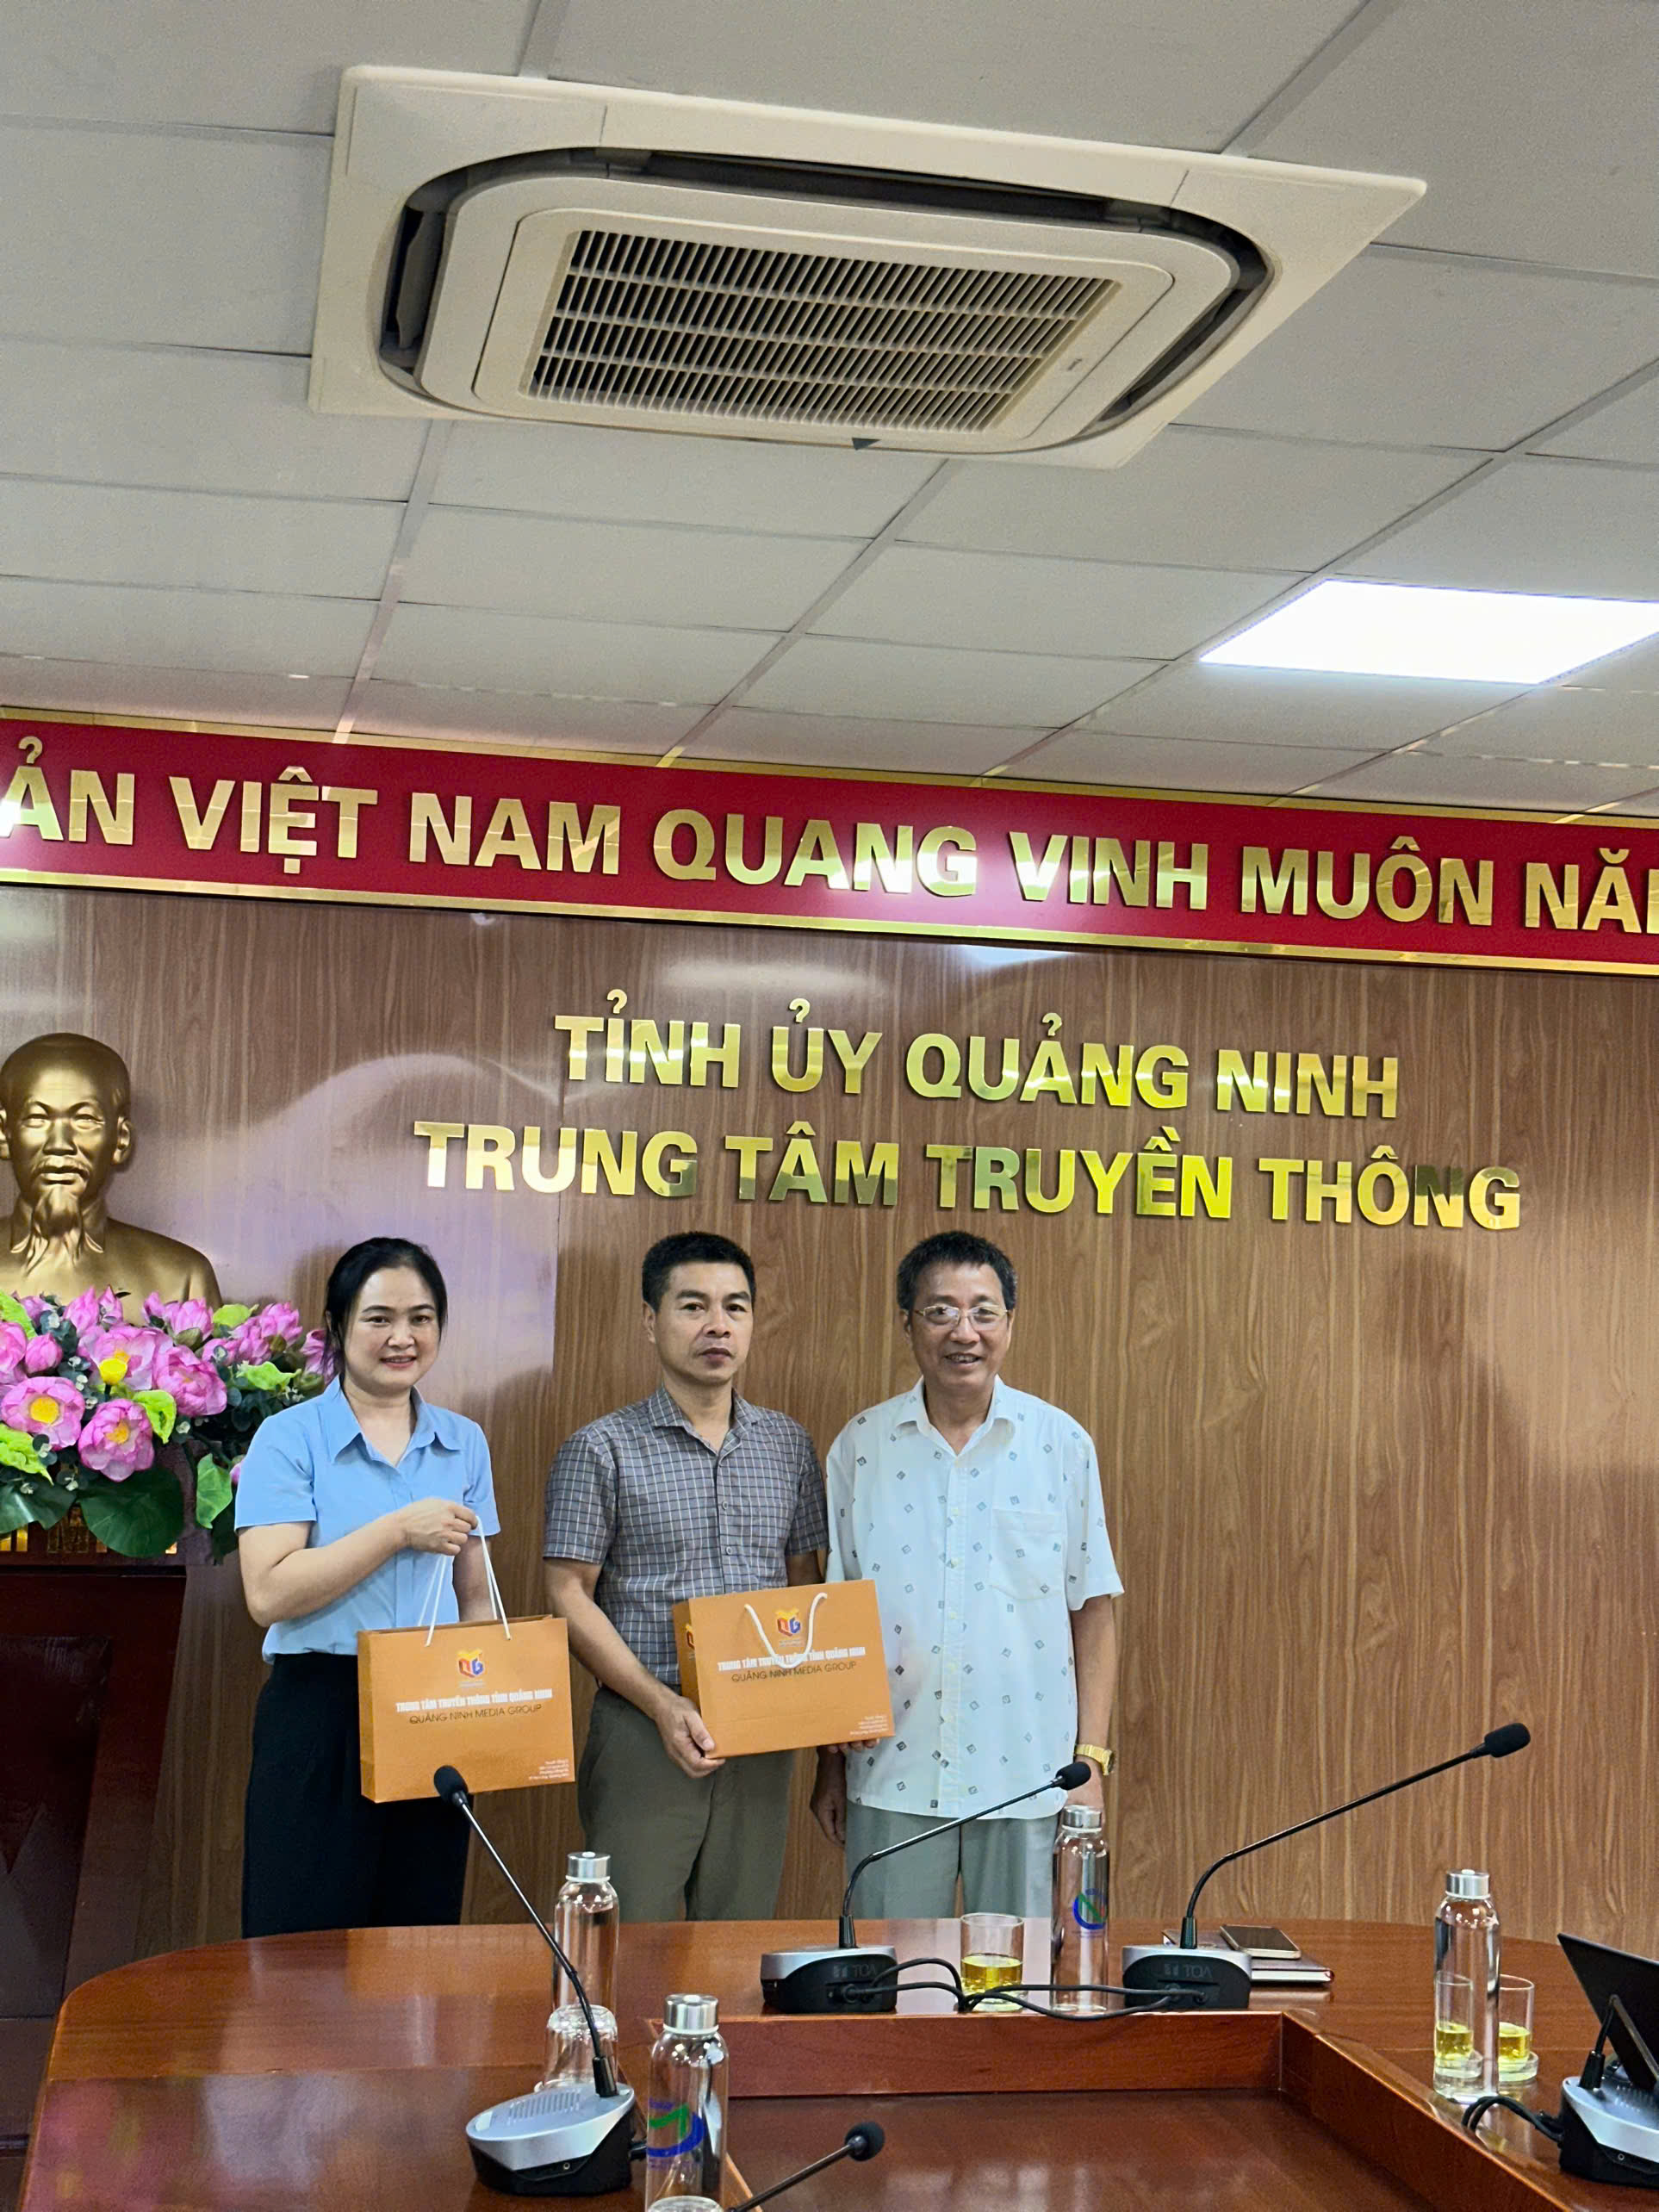 ẢN VIỆT NAM QUANG VINH MUÔN NĂ
TỈNH ỦY QUẢNG NINH
TRUNG TÂM TRUYỀN THÔNG
QG
TRUNG TÂM TRUYỀN THÔNG TỈNH QUẢNG NINH
QUẢNG NINH MEDIA GROUP
QG
TRUNG TÂM TRUYỀN THÔNG TỈNH QUẢNG NINH
QUẢNG NINH MEDIA GROUP
TOA
TOA